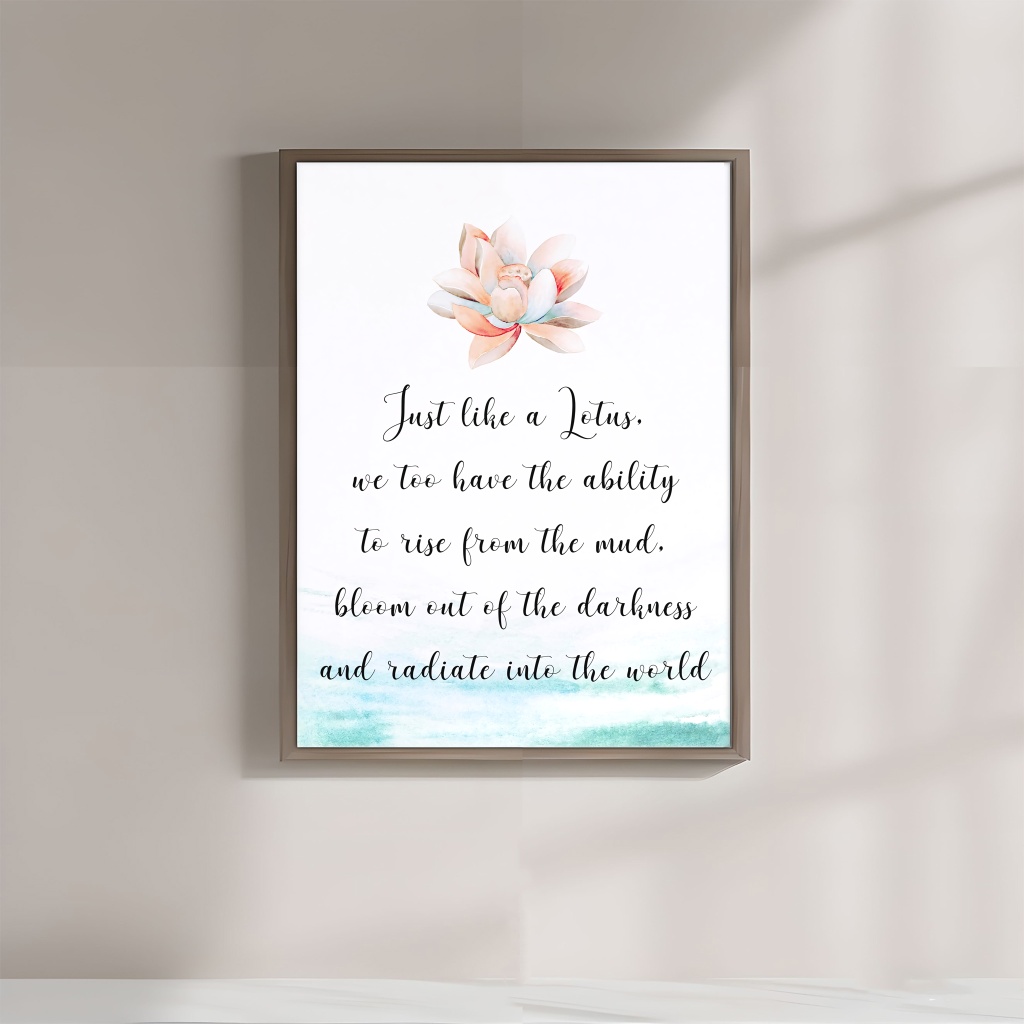 Just like a Lotus,
we too have the ability
to rise from the mud,
bloom out of the darkness
and radiate into the world